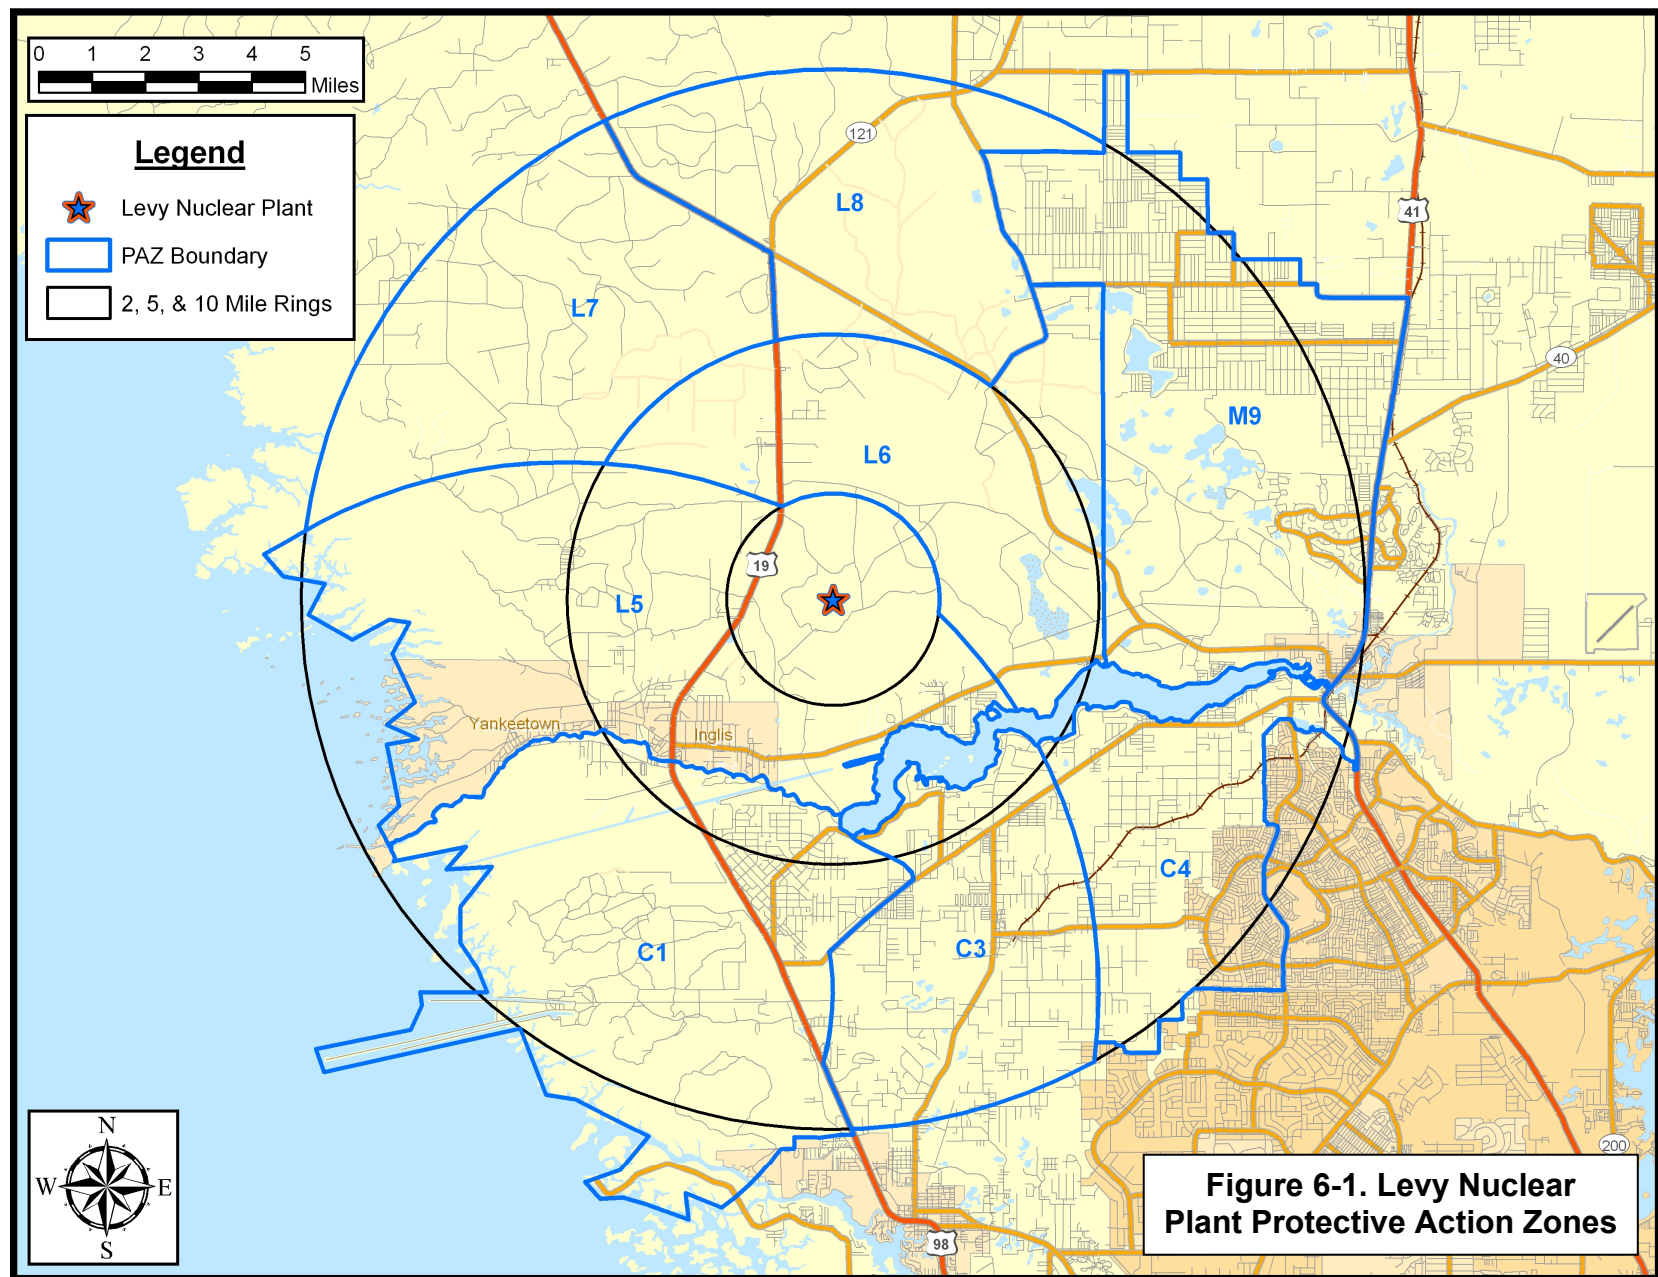 0 1 2 3 4 5
Miles
Legend
Levy Nuclear Plant
PAZ Boundary
2, 5, & 10 Mile Rings
121
L8
41
L7
40
M9
L6
19
L5
Yankeetown
Inglis
C4
C1
C3
N
W E
S
200
98
Figure 6-1. Levy Nuclear
Plant Protective Action Zones